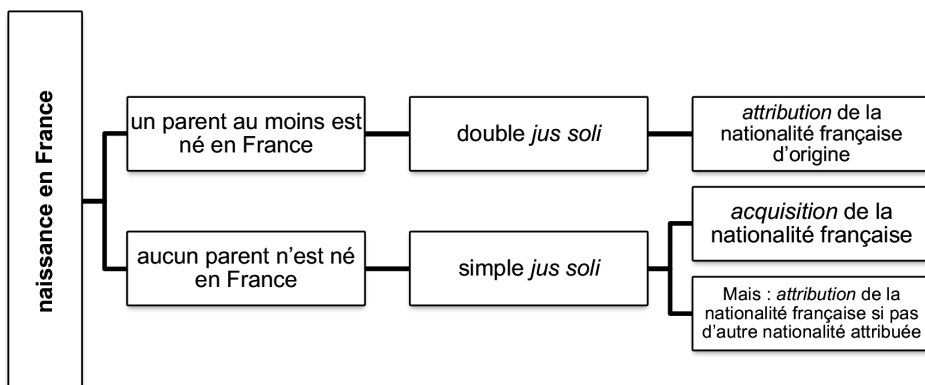 naissance en France
un parent au moins est
né en France
double jus soli
attribution de la
nationalité française
d’origine
aucun parent n’est né
en France
simple jus soli
acquisition de la
nationalité française
Mais : attribution de la
nationalité française si pas
d’autre nationalité attribuée